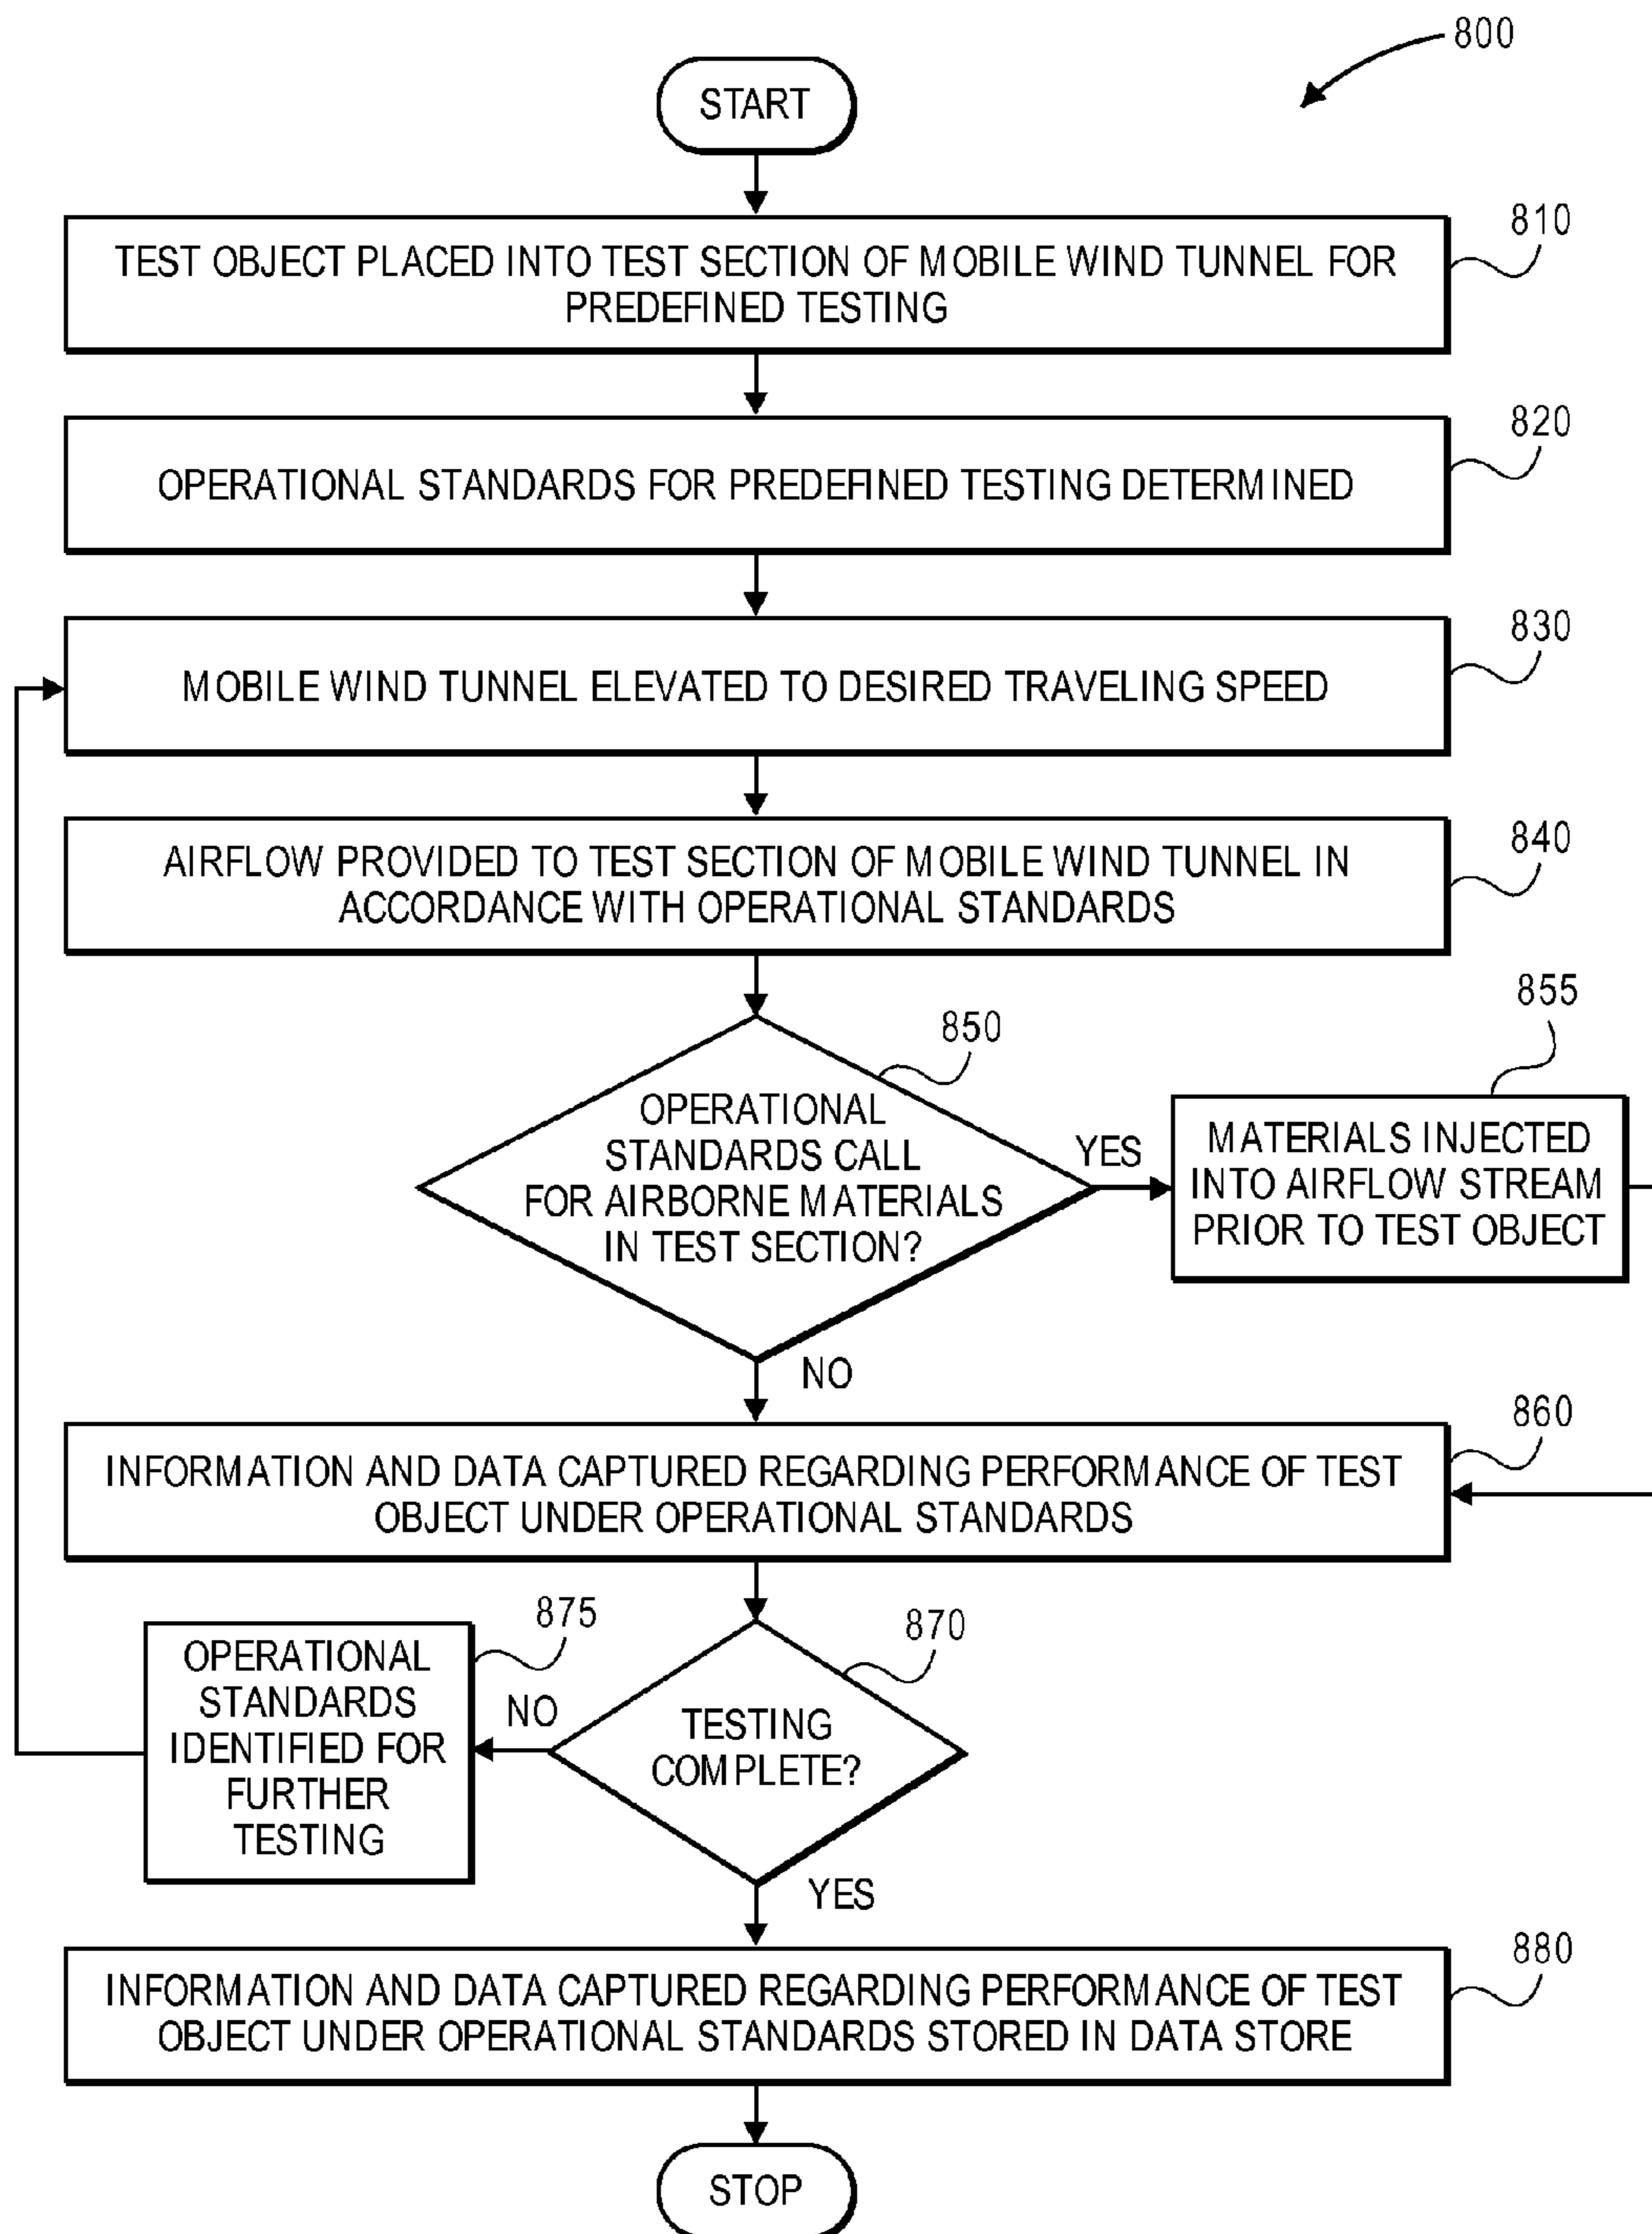 800
START
810
TEST OBJECT PLACED INTO TEST SECTION OF MOBILE WIND TUNNEL FOR
PREDEFINED TESTING
820
OPERATIONAL STANDARDS FOR PREDEFINED TESTING DETERMINED
830
MOBILE WIND TUNNEL ELEVATED TO DESIRED TRAVELING SPEED
840
AIRFLOW PROVIDED TO TEST SECTION OF MOBILE WIND TUNNEL IN
ACCORDANCE WITH OPERATIONAL STANDARDS
850
OPERATIONAL
STANDARDS CALL
FOR AIRBORNE MATERIALS
IN TEST SECTION?
YES
855
MATERIALS INJECTED
INTO AIRFLOW STREAM
PRIOR TO TEST OBJECT
NO
860
INFORMATION AND DATA CAPTURED REGARDING PERFORMANCE OF TEST
OBJECT UNDER OPERATIONAL STANDARDS
870
TESTING
COMPLETE?
NO
875
OPERATIONAL
STANDARDS
IDENTIFIED FOR
FURTHER
TESTING
YES
880
INFORMATION AND DATA CAPTURED REGARDING PERFORMANCE OF TEST
OBJECT UNDER OPERATIONAL STANDARDS STORED IN DATA STORE
STOP